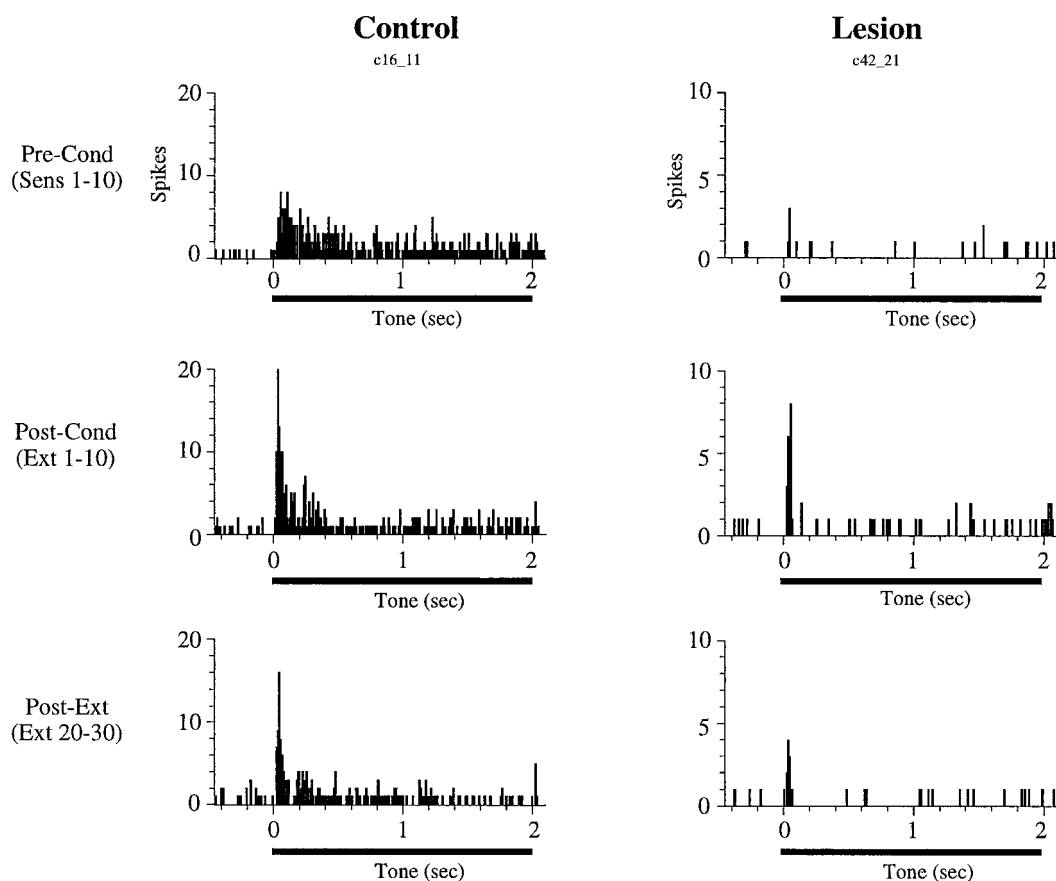 Control
c16_11
Lesion
c42_21
Pre-Cond
(Sens 1-10)
Spikes
20
10
0
0 1 2
Tone (sec)
Spikes
10
5
0
0 1 2
Tone (sec)
Post-Cond
(Ext 1-10)
20
10
0
0 1 2
Tone (sec)
10
5
0
0 1 2
Tone (sec)
Post-Ext
(Ext 20-30)
20
10
0
0 1 2
Tone (sec)
10
5
0
0 1 2
Tone (sec)